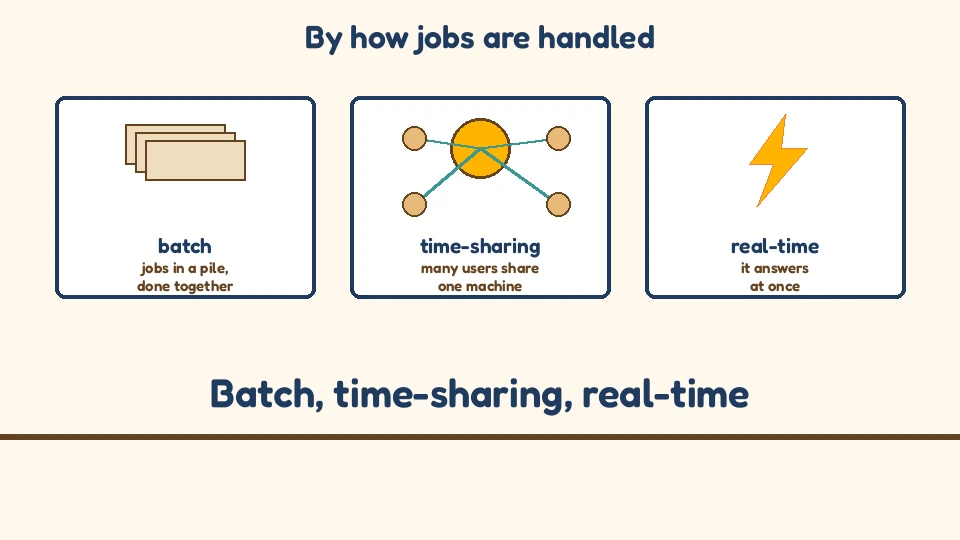 By how jobs are handled
batch
jobs in a pile,
done together
time-sharing
many users share
one machine
real-time
it answers
at once
Batch, time-sharing, real-time